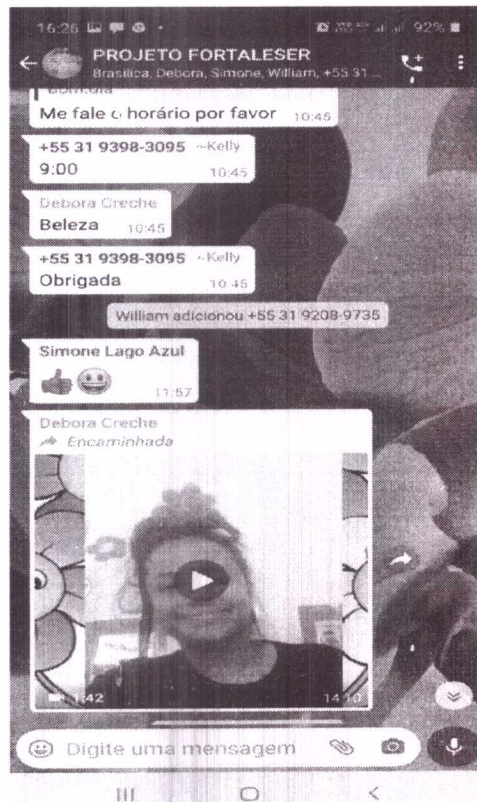 16:26 92%
PROJETO FORTALESER
Brasilica, Debora, Simone, William, +55 31 ...
bom dia
Me fale o horário por favor 10:45
+55 31 9398-3095 ~Kelly
9:00 10:45
Debora Creche
Beleza 10:45
+55 31 9398-3095 ~Kelly
Obrigada 10:45
William adicionou +55 31 9208-9735
Simone Lago Azul
11:57
Debora Creche
Encaminhada
1:42 14:10
Digite uma mensagem